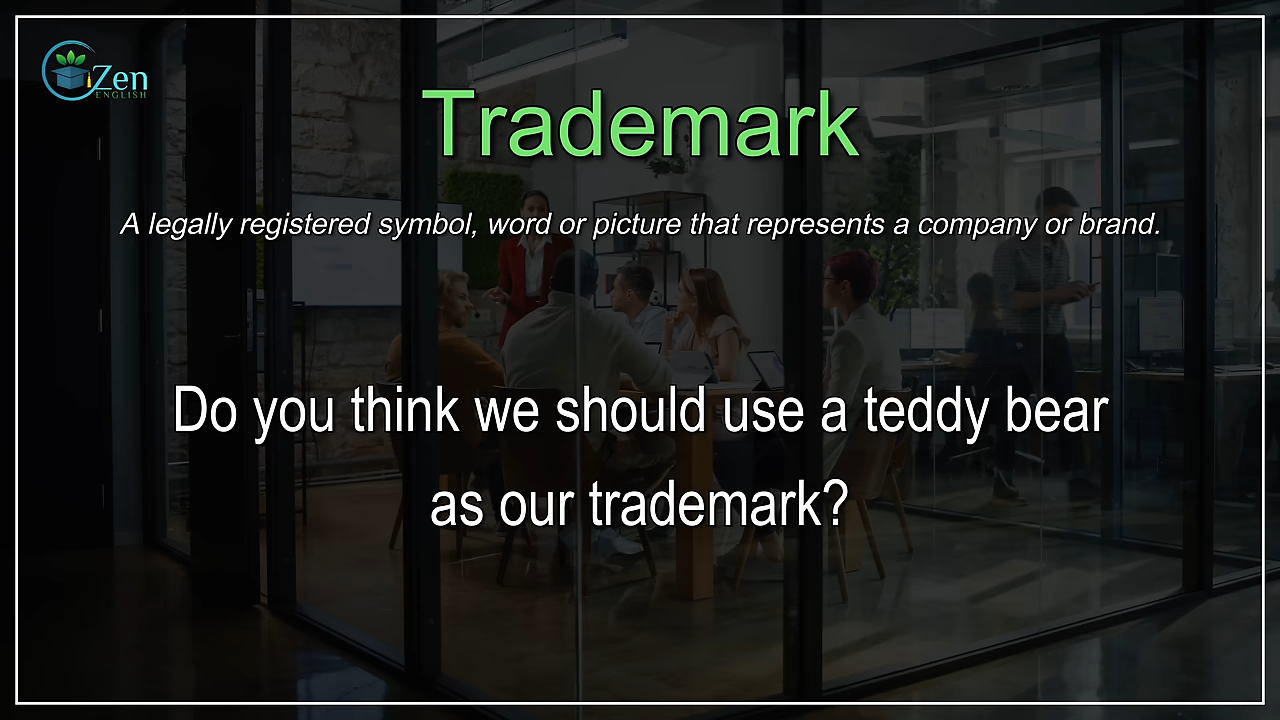 Zen
ENGLISH
Trademark
A legally registered symbol, word or picture that represents a company or brand.
Do you think we should use a teddy bear
as our trademark?